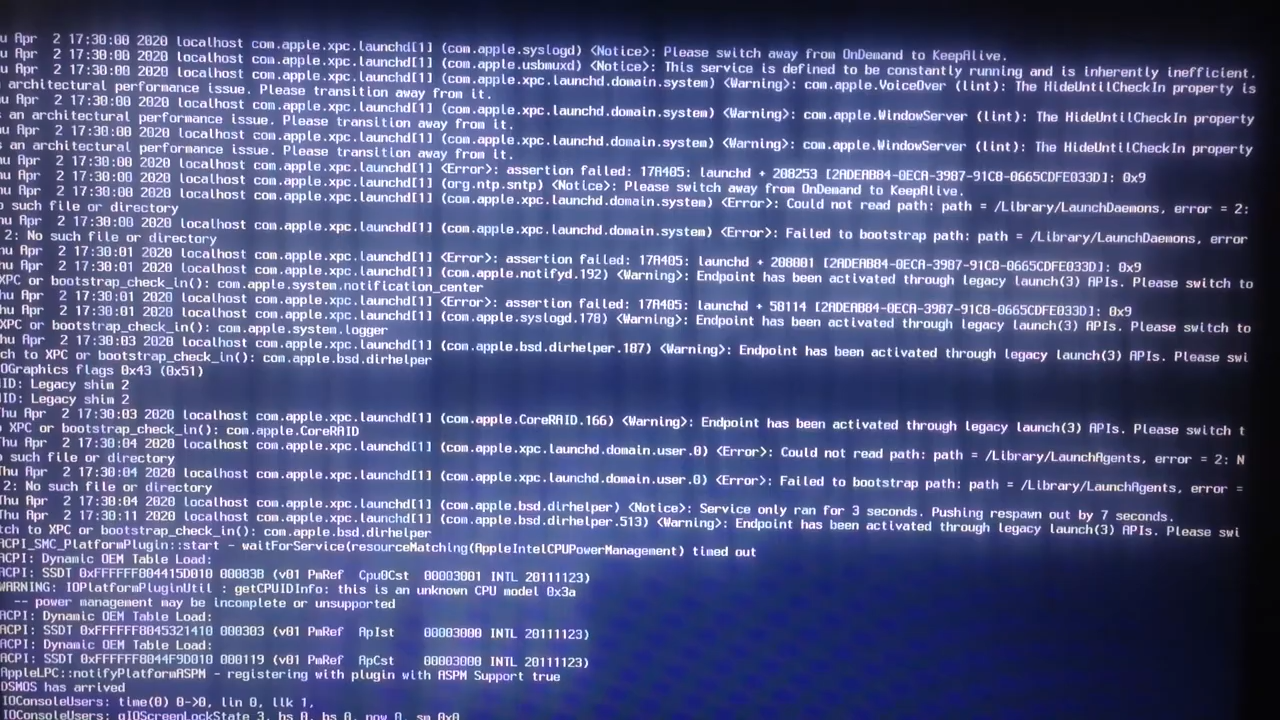 u Apr  2 17:30:00 2020 localhost com.apple.xpc.launchd[1] (com.apple.syslogd) <Notice>: Please switch away from OnDemand to KeepAlive.
u Apr  2 17:30:00 2020 localhost com.apple.xpc.launchd[1] (com.apple.usbmuxd) <Notice>: This service is defined to be constantly running and is inherently inefficient.
u Apr  2 17:30:00 2020 localhost com.apple.xpc.launchd[1] (com.apple.xpc.launchd.domain.system) <Warning>: com.apple.VoiceOver (lint): The HideUntilCheckIn property is
architectural performance issue. Please transition away from it.
u Apr  2 17:30:00 2020 localhost com.apple.xpc.launchd[1] (com.apple.xpc.launchd.domain.system) <Warning>: com.apple.WindowServer (lint): The HideUntilCheckIn property
s an architectural performance issue. Please transition away from it.
u Apr  2 17:30:00 2020 localhost com.apple.xpc.launchd[1] (com.apple.xpc.launchd.domain.system) <Warning>: com.apple.WindowServer (lint): The HideUntilCheckIn property
s an architectural performance issue. Please transition away from it.
u Apr  2 17:30:00 2020 localhost com.apple.xpc.launchd[1] <Error>: assertion failed: 17A405: launchd + 208253 [2ADEAB84-0ECA-3987-91C8-0665CDFE033D]: 0x9
hu Apr  2 17:30:00 2020 localhost com.apple.xpc.launchd[1] (org.ntp.sntp) <Notice>: Please switch away from OnDemand to KeepAlive.
hu Apr  2 17:30:00 2020 localhost com.apple.xpc.launchd[1] (com.apple.xpc.launchd.domain.system) <Error>: Could not read path: path = /Library/LaunchDaemons, error = 2:
o such file or directory
hu Apr  2 17:30:00 2020 localhost com.apple.xpc.launchd[1] (com.apple.xpc.launchd.domain.system) <Error>: Failed to bootstrap path: path = /Library/LaunchDaemons, error
2: No such file or directory
hu Apr  2 17:30:01 2020 localhost com.apple.xpc.launchd[1] <Error>: assertion failed: 17A405: launchd + 208001 [2ADEAB84-0ECA-3987-91C8-0665CDFE033D]: 0x9
hu Apr  2 17:30:01 2020 localhost com.apple.xpc.launchd[1] (com.apple.notifyd.192) <Warning>: Endpoint has been activated through legacy launch(3) APIs. Please switch to
XPC or bootstrap_check_in(): com.apple.system.notification_center
hu Apr  2 17:30:01 2020 localhost com.apple.xpc.launchd[1] <Error>: assertion failed: 17A405: launchd + 58114 [2ADEAB84-0ECA-3987-91C8-0665CDFE033D]: 0x9
hu Apr  2 17:30:01 2020 localhost com.apple.xpc.launchd[1] (com.apple.syslogd.178) <Warning>: Endpoint has been activated through legacy launch(3) APIs. Please switch to
XPC or bootstrap_check_in(): com.apple.system.logger
hu Apr  2 17:30:03 2020 localhost com.apple.xpc.launchd[1] (com.apple.bsd.dirhelper.187) <Warning>: Endpoint has been activated through legacy launch(3) APIs. Please swi
ch to XPC or bootstrap_check_in(): com.apple.bsd.dirhelper
OGraphics flags 0x43 (0x51)
ID: Legacy shim 2
ID: Legacy shim 2
Thu Apr  2 17:30:03 2020 localhost com.apple.xpc.launchd[1] (com.apple.CoreRAID.166) <Warning>: Endpoint has been activated through legacy launch(3) APIs. Please switch t
o XPC or bootstrap_check_in(): com.apple.CoreRAID
Thu Apr  2 17:30:04 2020 localhost com.apple.xpc.launchd[1] (com.apple.xpc.launchd.domain.user.0) <Error>: Could not read path: path = /Library/LaunchAgents, error = 2: N
o such file or directory
Thu Apr  2 17:30:04 2020 localhost com.apple.xpc.launchd[1] (com.apple.xpc.launchd.domain.user.0) <Error>: Failed to bootstrap path: path = /Library/LaunchAgents, error =
2: No such file or directory
Thu Apr  2 17:30:04 2020 localhost com.apple.xpc.launchd[1] (com.apple.bsd.dirhelper) <Notice>: Service only ran for 3 seconds. Pushing respawn out by 7 seconds.
Thu Apr  2 17:30:11 2020 localhost com.apple.xpc.launchd[1] (com.apple.bsd.dirhelper.513) <Warning>: Endpoint has been activated through legacy launch(3) APIs. Please swi
tch to XPC or bootstrap_check_in(): com.apple.bsd.dirhelper
ACPI_SMC_PlatformPlugin::start - waitForService(resourceMatching(AppleIntelCPUPowerManagement) timed out
ACPI: Dynamic OEM Table Load:
ACPI: SSDT 0xFFFFFF804415D010 00083B (v01 PmRef  Cpu0Cst  00003001 INTL 20111123)
WARNING: IOPlatformPluginUtil : getCPUIDInfo: this is an unknown CPU model 0x3a
-- power management may be incomplete or unsupported
ACPI: Dynamic OEM Table Load:
ACPI: SSDT 0xFFFFFF8045321410 000303 (v01 PmRef  ApIst    00003000 INTL 20111123)
ACPI: Dynamic OEM Table Load:
ACPI: SSDT 0xFFFFFF8044F9D010 000119 (v01 PmRef  ApCst    00003000 INTL 20111123)
AppleLPC::notifyPlatformASPM - registering with plugin with ASPM Support true
DSMOS has arrived
IOConsoleUsers: time(0) 0->0, lin 0, llk 1,
IOConsoleUsers: gIOScreenLockState 3, hs 0, bs 0, now 0, sm 0x0